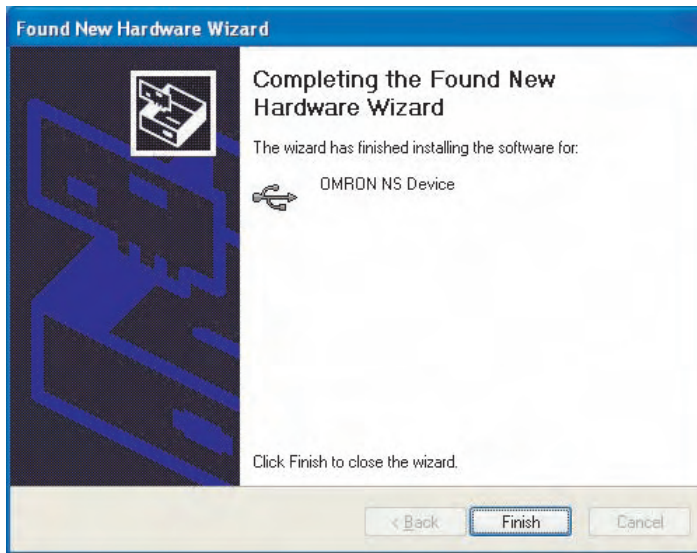 Found New Hardware Wizard
Completing the Found New
Hardware Wizard
The wizard has finished installing the software for:
OMRON NS Device
Click Finish to close the wizard.
< Back
Finish
Cancel